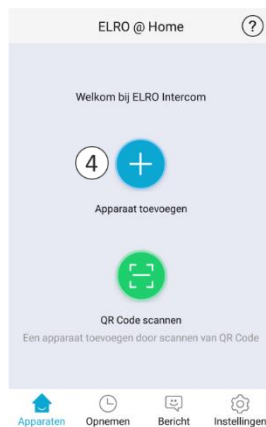 ELRO @ Home
?
Welkom bij ELRO Intercom
4
Apparaat toevoegen
QR Code scannen
Een apparaat toevoegen door scannen van QR Code
Apparaten Opnemen Bericht Instellingen